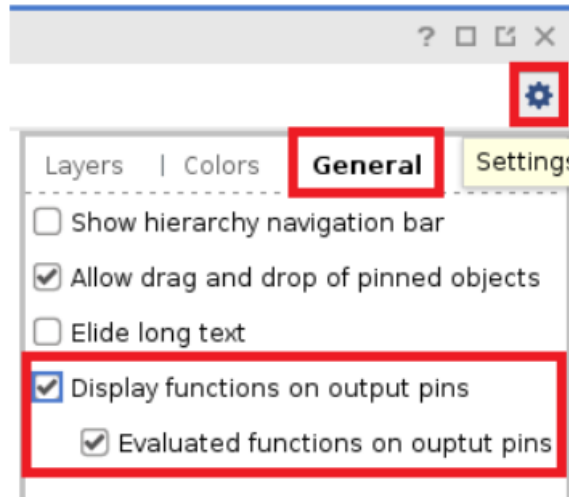 ?
Layers | Colors General Settings
Show hierarchy navigation bar
Allow drag and drop of pinned objects
Elide long text
Display functions on output pins
Evaluated functions on ouptut pins